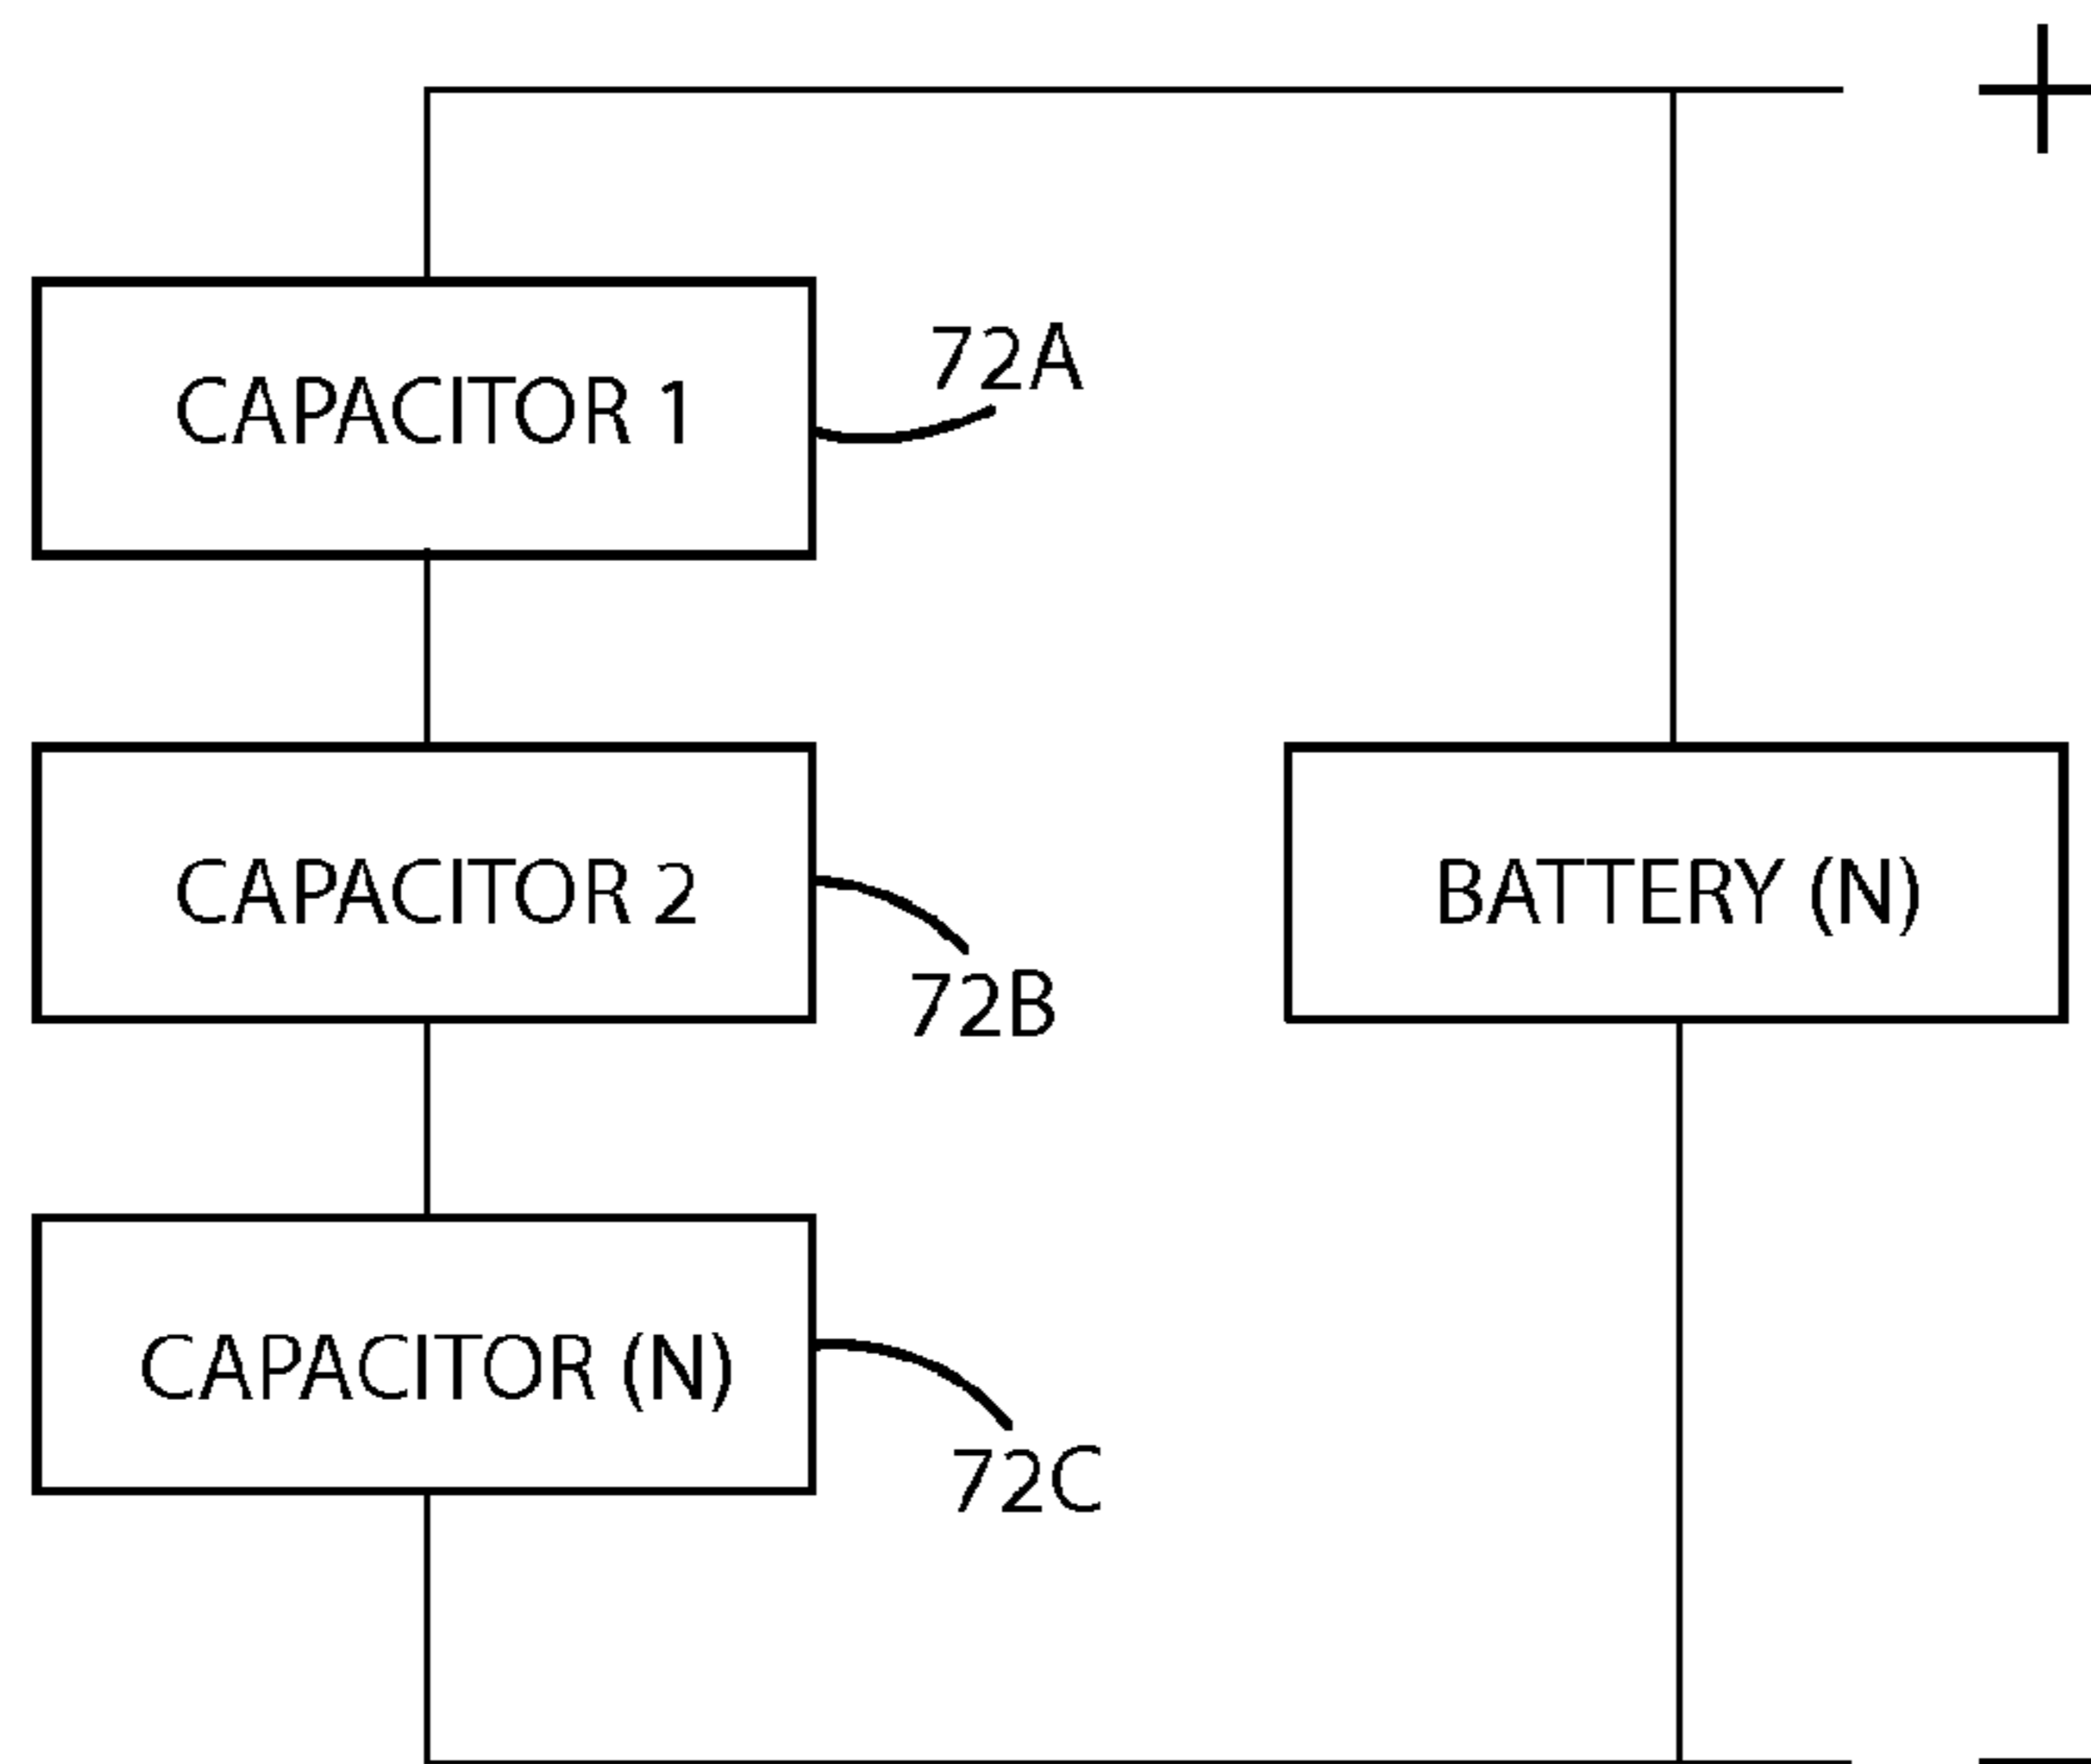 +
CAPACITOR 1
72A
CAPACITOR 2
72B
BATTERY (N)
CAPACITOR (N)
72C